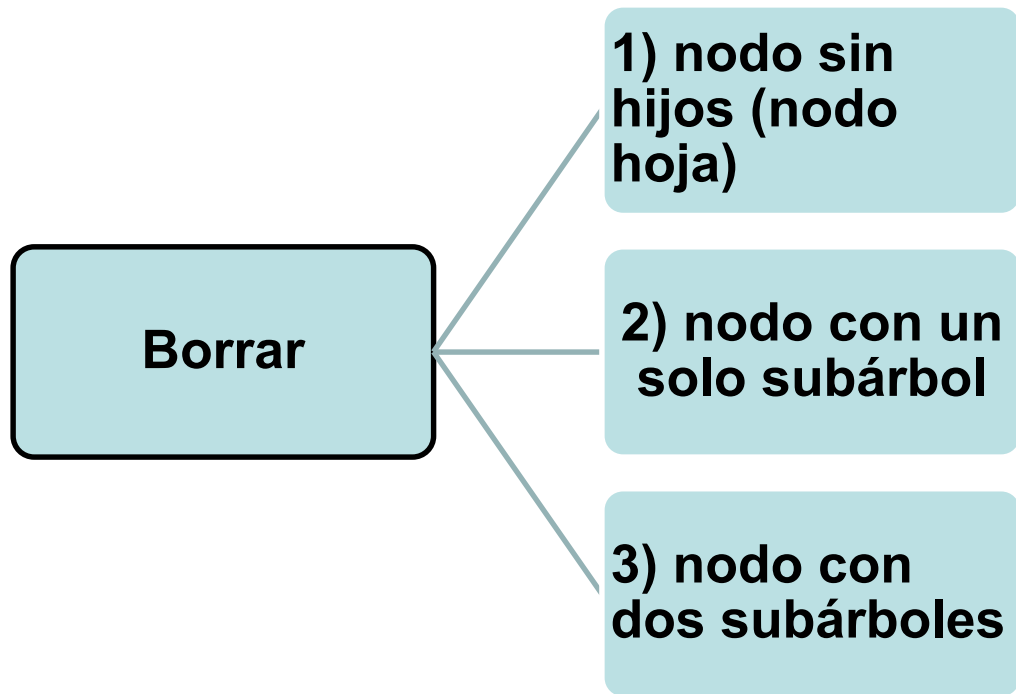 Borrar
1) nodo sin
hijos (nodo
hoja)
2) nodo con un
solo subárbol
3) nodo con
dos subárboles